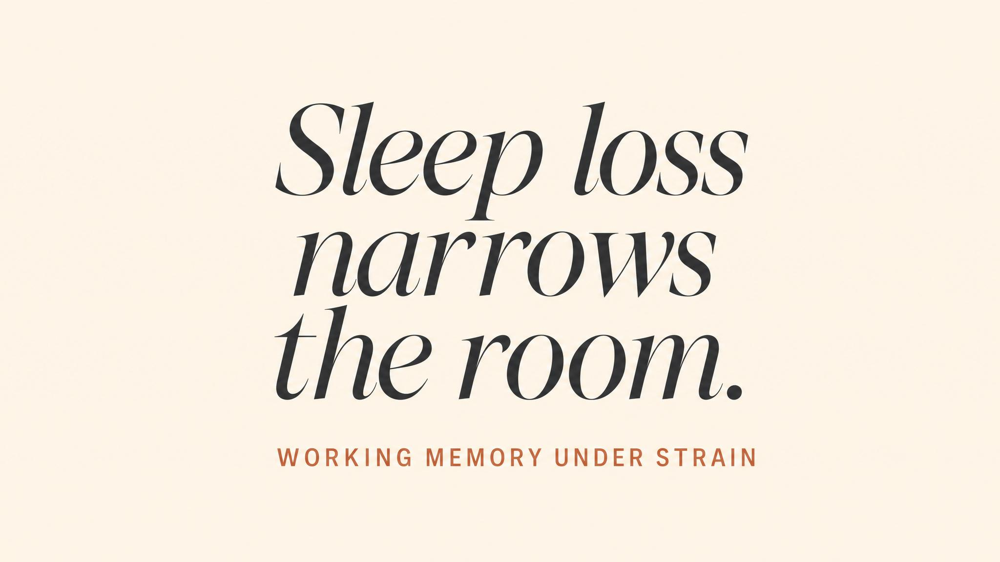 Sleep loss
narrows
the room.
WORKING MEMORY UNDER STRAIN